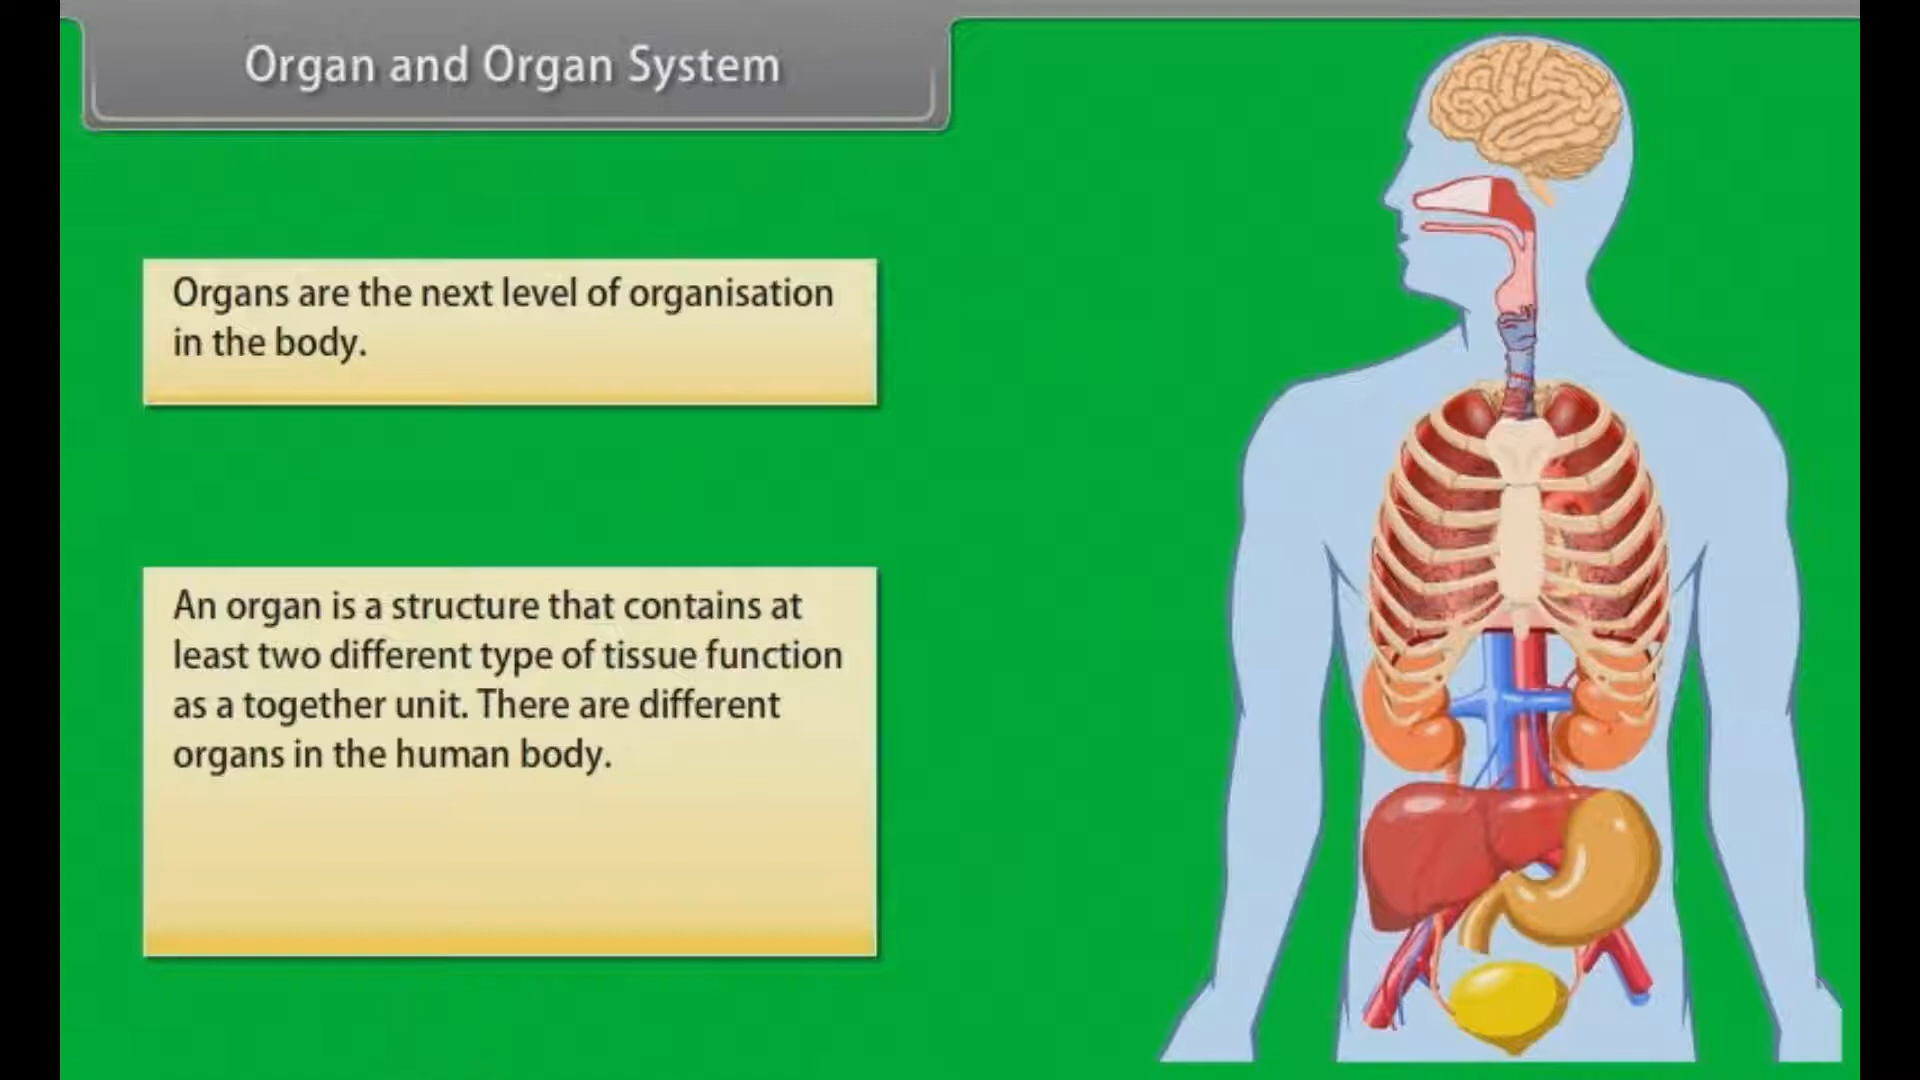 Organ and Organ System
Organs are the next level of organisation
in the body.
An organ is a structure that contains at
least two different type of tissue function
as a together unit. There are different
organs in the human body.